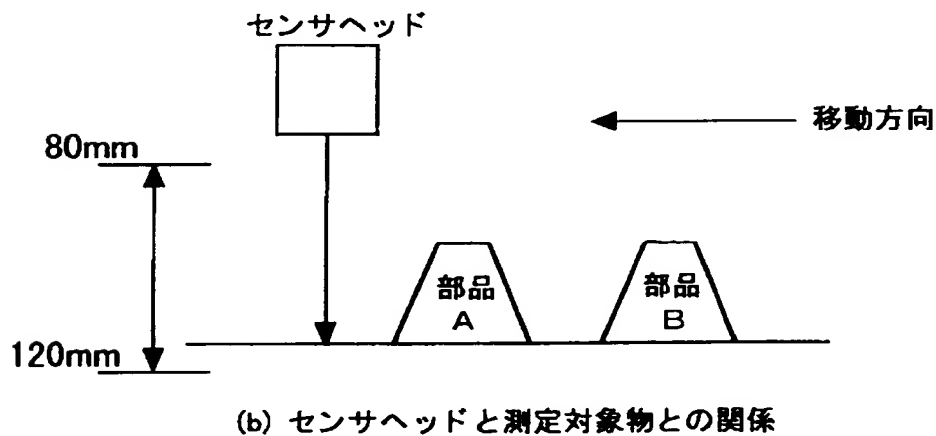 センサヘッド
移動方向
80mm
部品
A
部品
B
120mm
(b) センサヘッドと測定対象物との関係